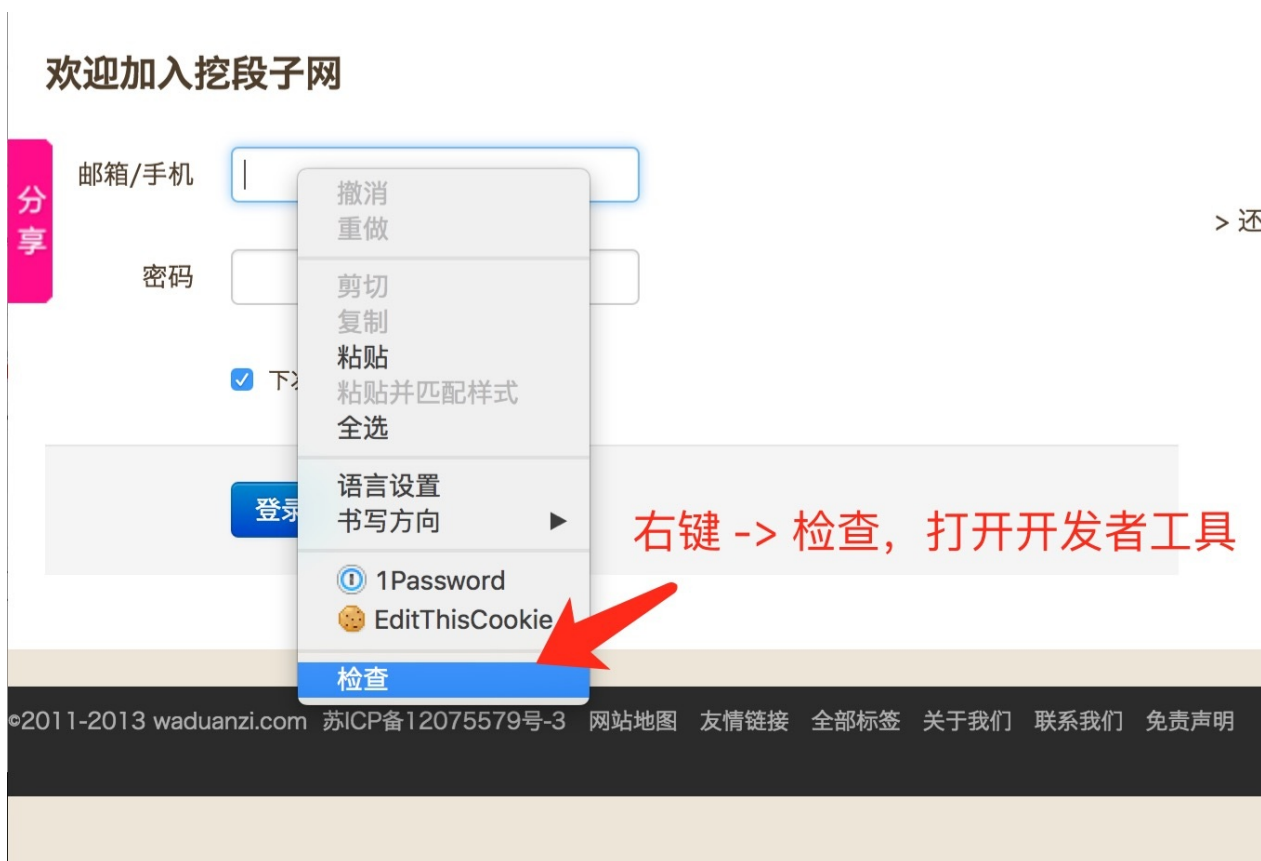 欢迎加入挖段子网
分享
邮箱/手机
> 还
密码
撤消
重做
剪切
复制
粘贴
粘贴并匹配样式
全选
下次
语言设置
书写方向
登录
右键 -> 检查，打开开发者工具
1Password
EditThisCookie
检查
©2011-2013 waduanzi.com 苏ICP备12075579号-3 网站地图 友情链接 全部标签 关于我们 联系我们 免责声明